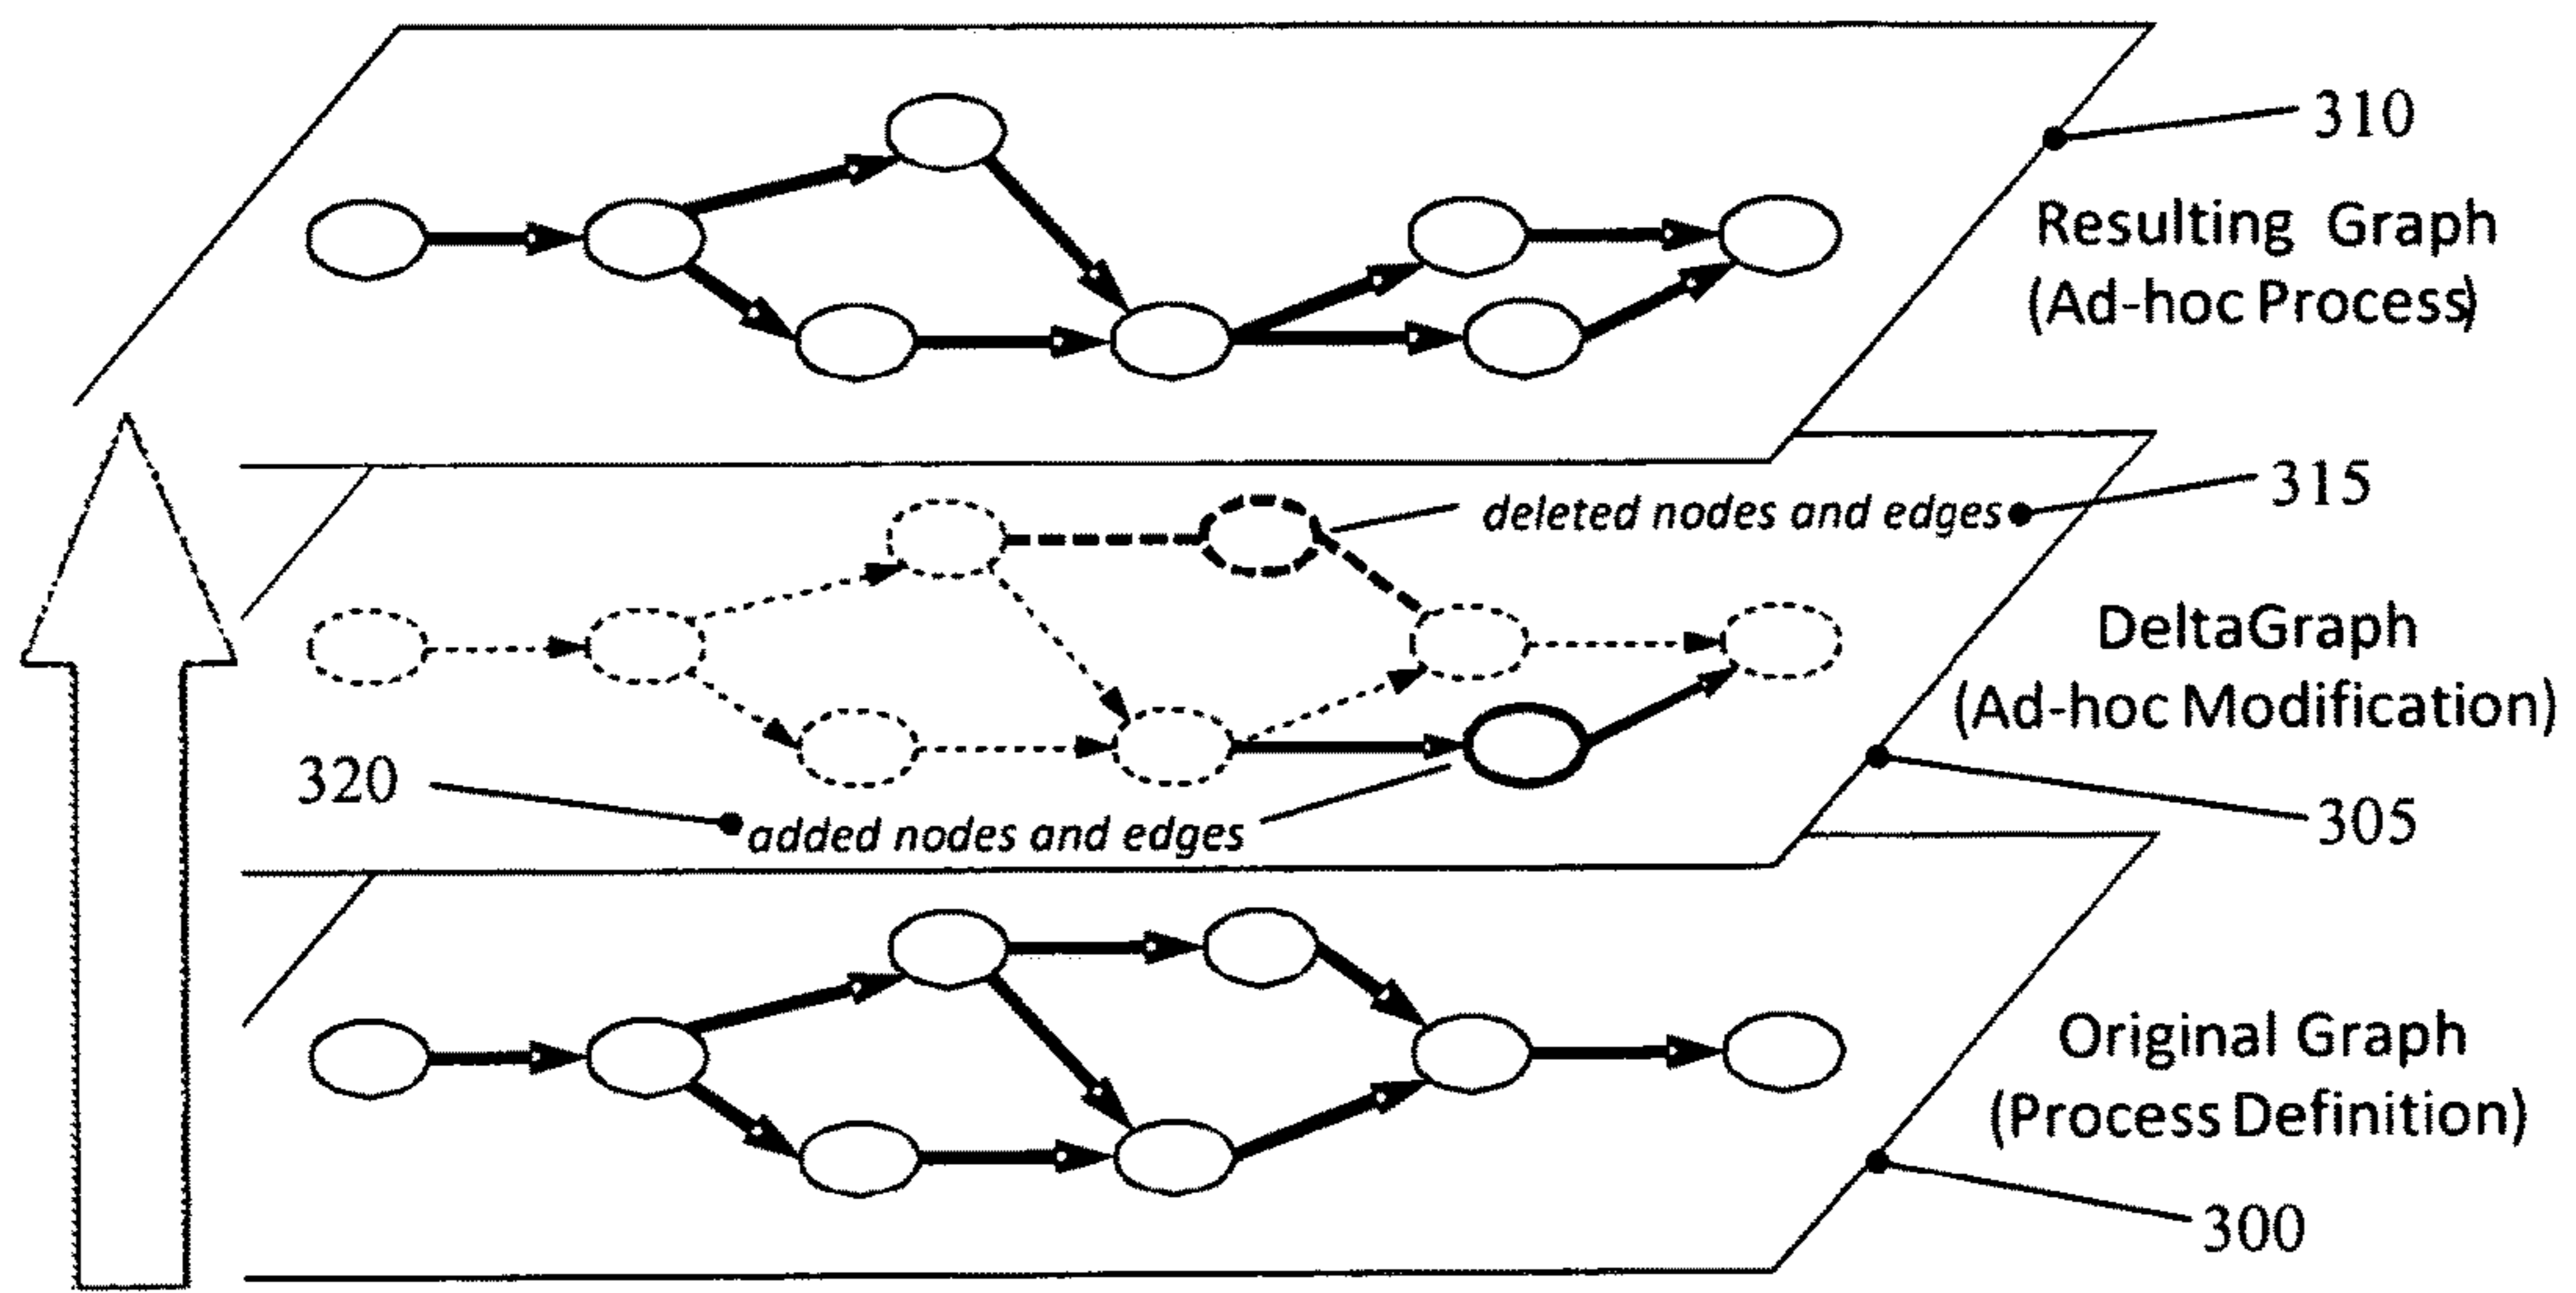 310
Resulting Graph
(Ad-hoc Process)
315
deleted nodes and edges
DeltaGraph
(Ad-hoc Modification)
320
added nodes and edges
305
Original Graph
(Process Definition)
300